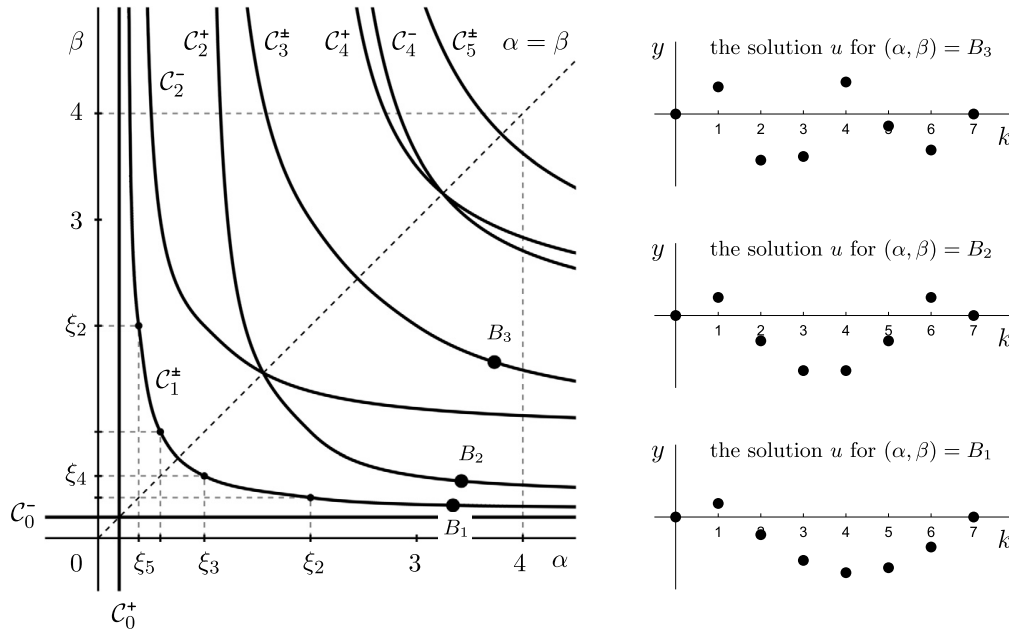 β
𝒞₂⁺
𝒞₃^±
𝒞₄⁺
𝒞₄⁻
𝒞₅^±
α = β
𝒞₂⁻
4
3
ξ₂
𝒞₁^±
B₃
ξ₄
B₂
𝒞₀⁻
B₁
0
ξ₅
ξ₃
ξ₂
3
4
α
𝒞₀⁺
y
the solution u for (α, β) = B₃
1 2 3 4 5 6 7
k
y
the solution u for (α, β) = B₂
1 2 3 4 5 6 7
k
y
the solution u for (α, β) = B₁
1 2 3 4 5 6 7
k